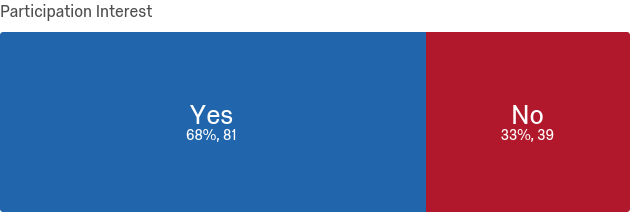 Participation Interest
Yes
68%, 81
No
33%, 39